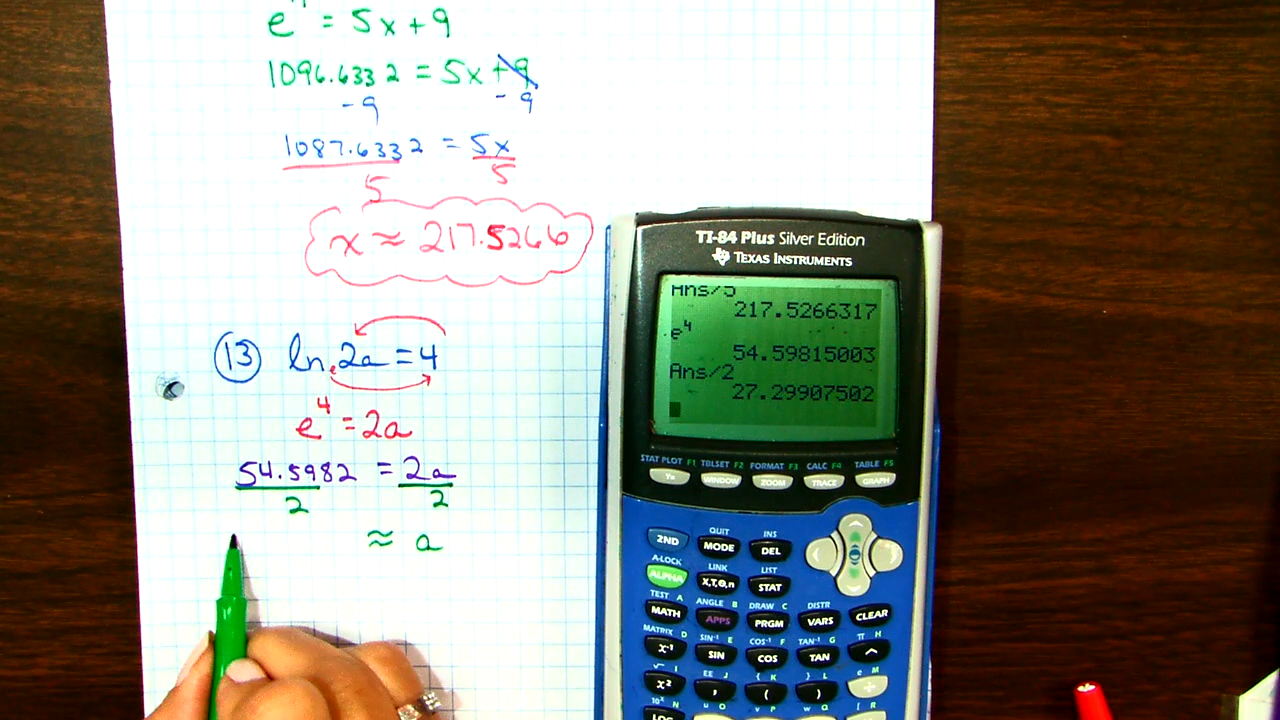 e = 5x + 9
1096.6332 = 5x + 9
-9 - 9
1087.6332 = 5x
5 5
x ≈ 217.5266
13 ln 2a = 4
e⁴ = 2a
54.5982 = 2a
2 2
≈ a
TI-84 Plus Silver Edition
TEXAS INSTRUMENTS
Ans/5
217.5266317
e⁴
54.59815003
Ans/2
27.29907502
STAT PLOT F1 TBLSET F2 FORMAT F3 CALC F4 TABLE F5
Y= WINDOW ZOOM TRACE GRAPH
QUIT INS
2ND MODE DEL
A-LOCK LINK LIST
ALPHA X,T,θ,n STAT
TEST A ANGLE B DRAW C DISTR
MATH APPS PRGM VARS CLEAR
MATRIX D SIN⁻¹ E COS⁻¹ F TAN⁻¹ G π H
x⁻¹ SIN COS TAN ^
√ I EE J { K } L e M
x² , ( ) ÷
10ˣ N u O v P w Q [ R
LOG